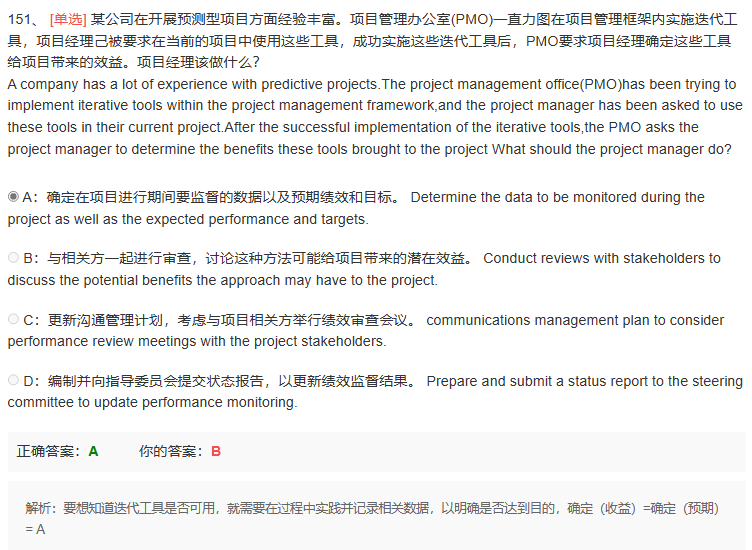 151、 [单选] 某公司在开展预测型项目方面经验丰富。项目管理办公室(PMO)一直力图在项目管理框架内实施迭代工
具，项目经理已被要求在当前的项目中使用这些工具，成功实施这些迭代工具后，PMO要求项目经理确定这些工具
给项目带来的效益。项目经理该做什么？
A company has a lot of experience with predictive projects.The project management office(PMO)has been trying to
implement iterative tools within the project management framework,and the project manager has been asked to use
these tools in their current project.After the successful implementation of the iterative tools,the PMO asks the
project manager to determine the benefits these tools brought to the project What should the project manager do?
A：确定在项目进行期间要监督的数据以及预期绩效和目标。 Determine the data to be monitored during the
project as well as the expected performance and targets.
B：与相关方一起进行审查，讨论这种方法可能给项目带来的潜在效益。 Conduct reviews with stakeholders to
discuss the potential benefits the approach may have to the project.
C：更新沟通管理计划，考虑与项目相关方举行绩效审查会议。 communications management plan to consider
performance review meetings with the project stakeholders.
D：编制并向指导委员会提交状态报告，以更新绩效监督结果。 Prepare and submit a status report to the steering
committee to update performance monitoring.
正确答案：A 你的答案：B
解析：要想知道迭代工具是否可用，就需要在过程中实践并记录相关数据，以明确是否达到目的，确定（收益）=确定（预期）
= A